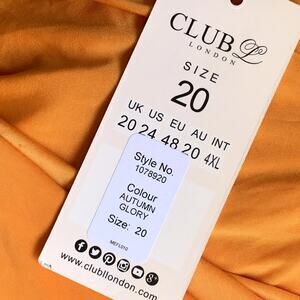 CLUB L
LONDON
SIZE
20
UK US EU AU INT
20 24 48 20 4XL
Style No.
1078920
Colour
AUTUMN
GLORY
Size: 20
www.clubllondon.com